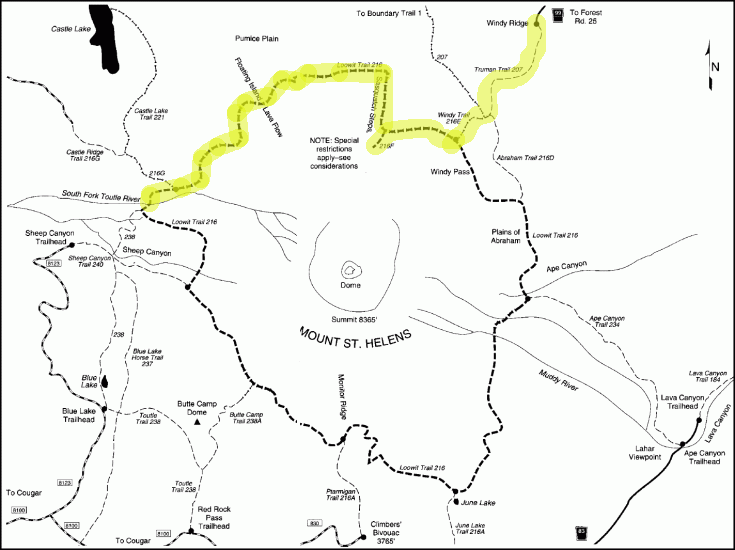 To Boundary Trail 1
Windy Ridge
99
To Forest
Rd. 25
Castle Lake
Pumice Plain
207
Truman Trail 207
N
Loowit Trail 216
Floating Island
Lava Flow
Sasquatch Steps
Castle Lake
Trail 221
Windy Trail
216E
NOTE: Special
restrictions
apply–see
considerations
216F
Castle Ridge
Trail 216G
216G
Abraham Trail 216D
Windy Pass
South Fork Toutle River
Loowit Trail 216
238
Plains of
Abraham
Loowit Trail 216
Sheep Canyon
Trailhead
Sheep Canyon
Sheep Canyon
Trail 240
8123
Ape Canyon
Dome
Summit 8365'
MOUNT ST. HELENS
Ape Canyon
Trail 234
238
Blue Lake
Horse Trail
237
Muddy River
Blue
Lake
Monitor Ridge
Lava Canyon
Trail 184
Lava Canyon
Trailhead
Lava Canyon
Blue Lake
Trailhead
Toutle
Trail 238
Butte Camp
Dome
Butte Camp
Trail 238A
Lahar
Viewpoint
Ape Canyon
Trailhead
Loowit Trail 216
8123
Toutle
Trail 238
Ptarmigan
Trail 216A
June Lake
To Cougar
8100
8100
Red Rock
Pass
Trailhead
To Cougar
8100
830
Climbers'
Bivouac
3765'
June Lake
Trail 216A
83